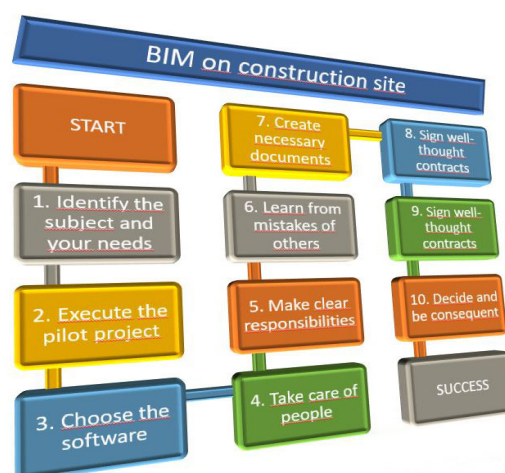 BIM on construction site
START
1. Identify the
subject and
your needs
2. Execute the
pilot project
3. Choose the
software
4. Take care of
people
5. Make clear
responsibilities
6. Learn from
mistakes of
others
7. Create
necessary
documents
8. Sign well-
thought
contracts
9. Sign well-
thought
contracts
10. Decide and
be consequent
SUCCESS